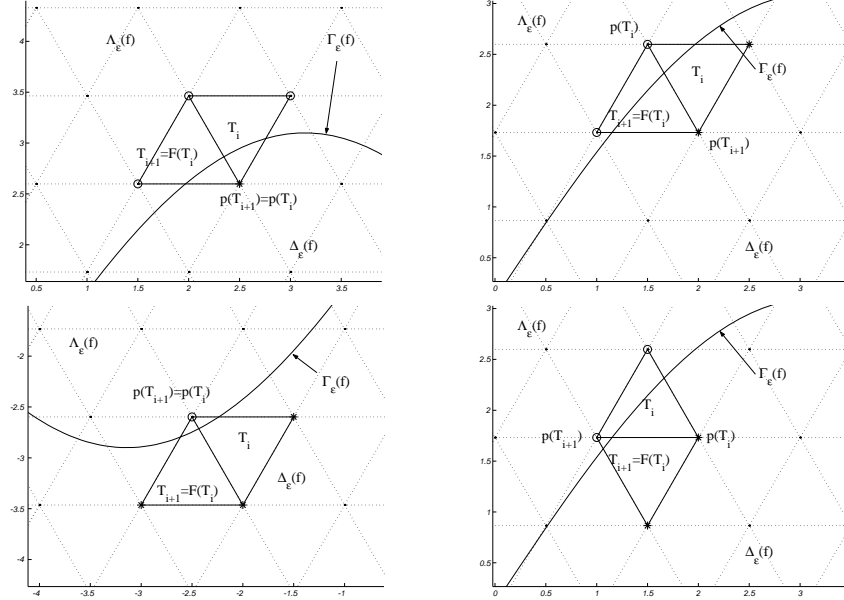 Λε(f)
Γε(f)
4
3.5
3
2.5
2
Ti
Ti+1=F(Ti)
p(Ti+1)=p(Ti)
Δε(f)
0.5 1 1.5 2 2.5 3 3.5
Λε(f)
p(Ti)
Γε(f)
3
2.5
2
1.5
1
0.5
Ti
Ti+1=F(Ti)
p(Ti+1)
Δε(f)
0 0.5 1 1.5 2 2.5 3
Λε(f)
p(Ti+1)=p(Ti)
Γε(f)
-2
-2.5
-3
-3.5
-4
Ti
Ti+1=F(Ti)
Δε(f)
-4 -3.5 -3 -2.5 -2 -1.5 -1
Λε(f)
Γε(f)
3
2.5
2
1.5
1
0.5
Ti
p(Ti+1)
p(Ti)
Ti+1=F(Ti)
Δε(f)
0 0.5 1 1.5 2 2.5 3